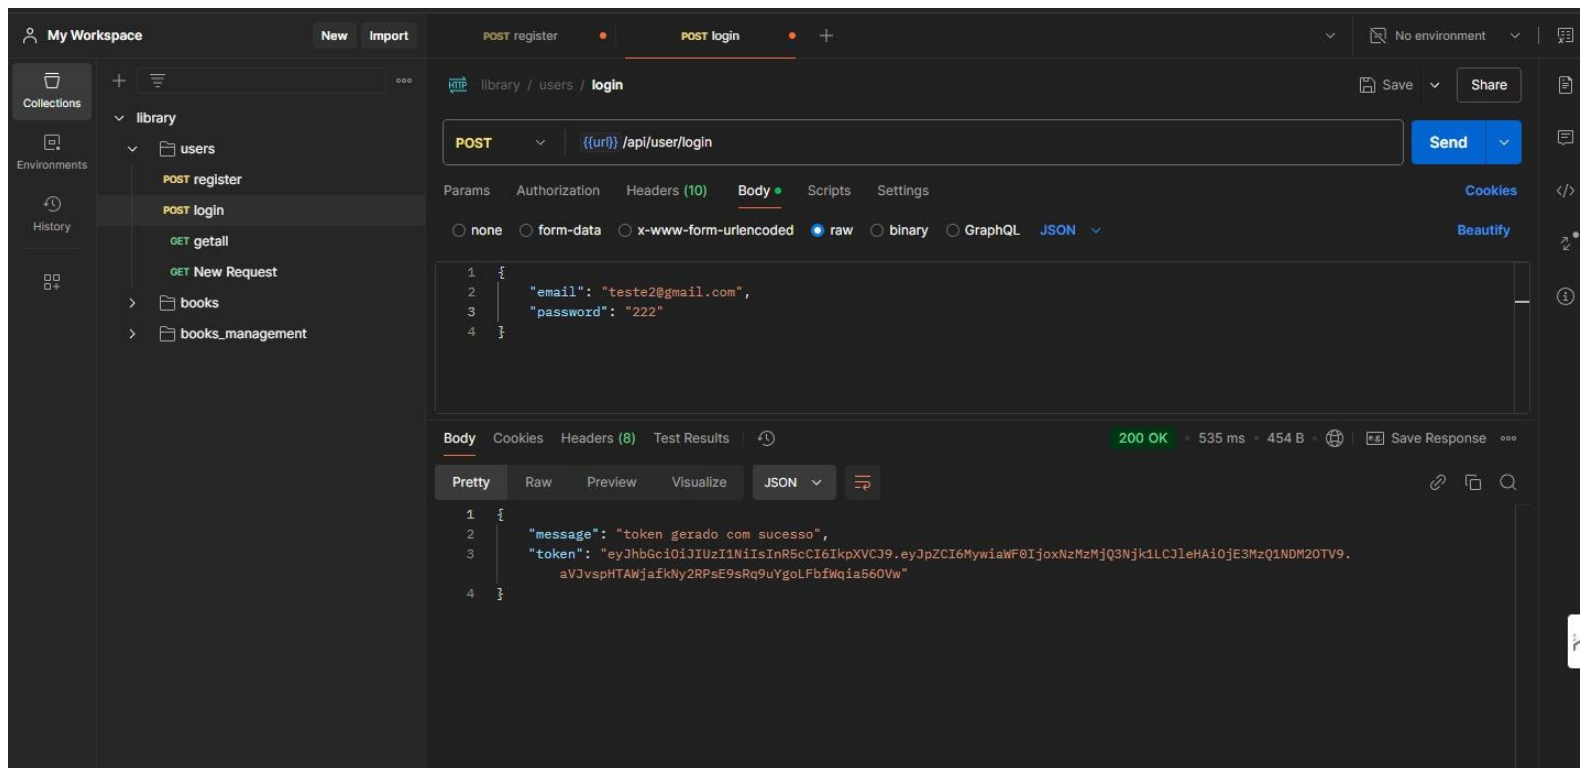 My Workspace
New
Import
POST register
POST login
No environment
Collections
Environments
History
library
users
POST register
POST login
GET getall
GET New Request
books
books_management
HTTP library / users / login
Save
Share
POST
{{url}} /api/user/login
Send
Params Authorization Headers (10) Body Scripts Settings
Cookies
none form-data x-www-form-urlencoded raw binary GraphQL JSON
Beautify
1 {
2 "email": "teste2@gmail.com",
3 "password": "222"
4 }
Body Cookies Headers (8) Test Results
200 OK 535 ms 454 B
e.g. Save Response
Pretty Raw Preview Visualize JSON
1 {
2 "message": "token gerado com sucesso",
3 "token": "eyJhbGciOiJIUzI1NiIsInR5cCI6IkpXVCJ9.eyJpZCI6MywiaWF0IjoxNzMzMjQ3Njk1LCJleHAiOjE3MzQ1NDM2OTV9.
aVJvspHTAWjafkNy2RPsE9sRq9uYgoLFbfWqia56OVw"
4 }